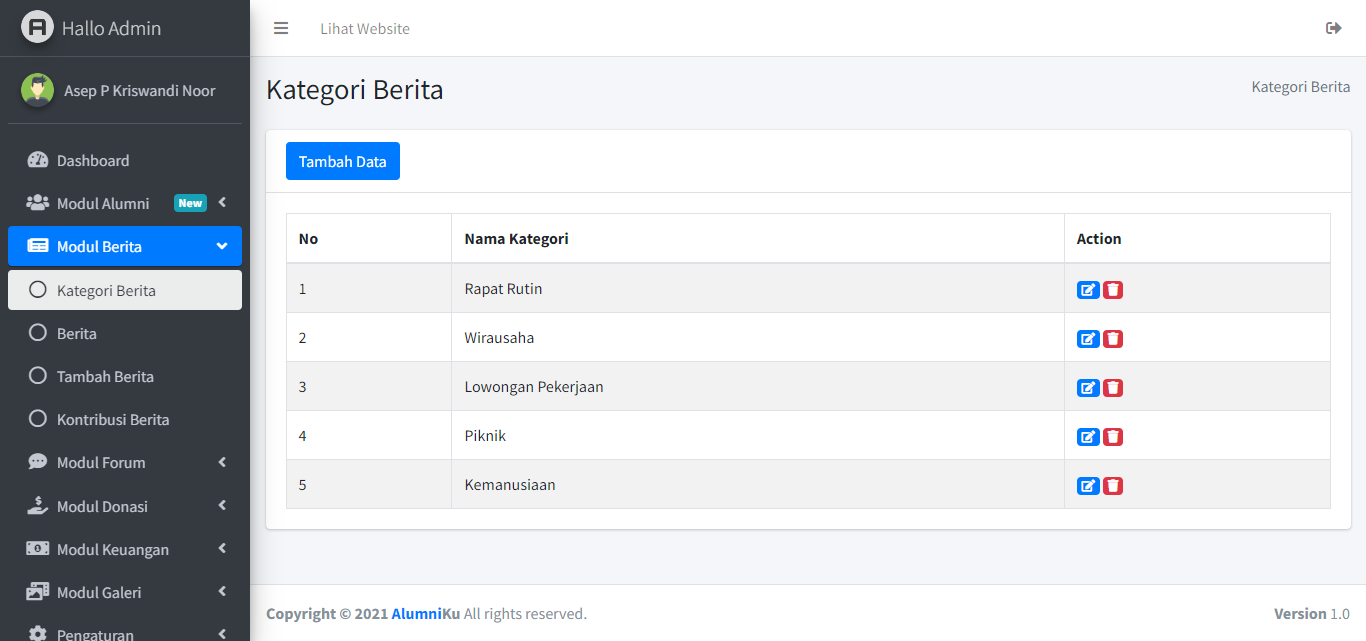 Hallo Admin
Asep P Kriswandi Noor
Dashboard
Modul Alumni New
Modul Berita
Kategori Berita
Berita
Tambah Berita
Kontribusi Berita
Modul Forum
Modul Donasi
Modul Keuangan
Modul Galeri
Pengaturan
Lihat Website
Kategori Berita
Kategori Berita
Tambah Data
No Nama Kategori Action
1 Rapat Rutin
2 Wirausaha
3 Lowongan Pekerjaan
4 Piknik
5 Kemanusiaan
Copyright © 2021 AlumniKu All rights reserved.
Version 1.0